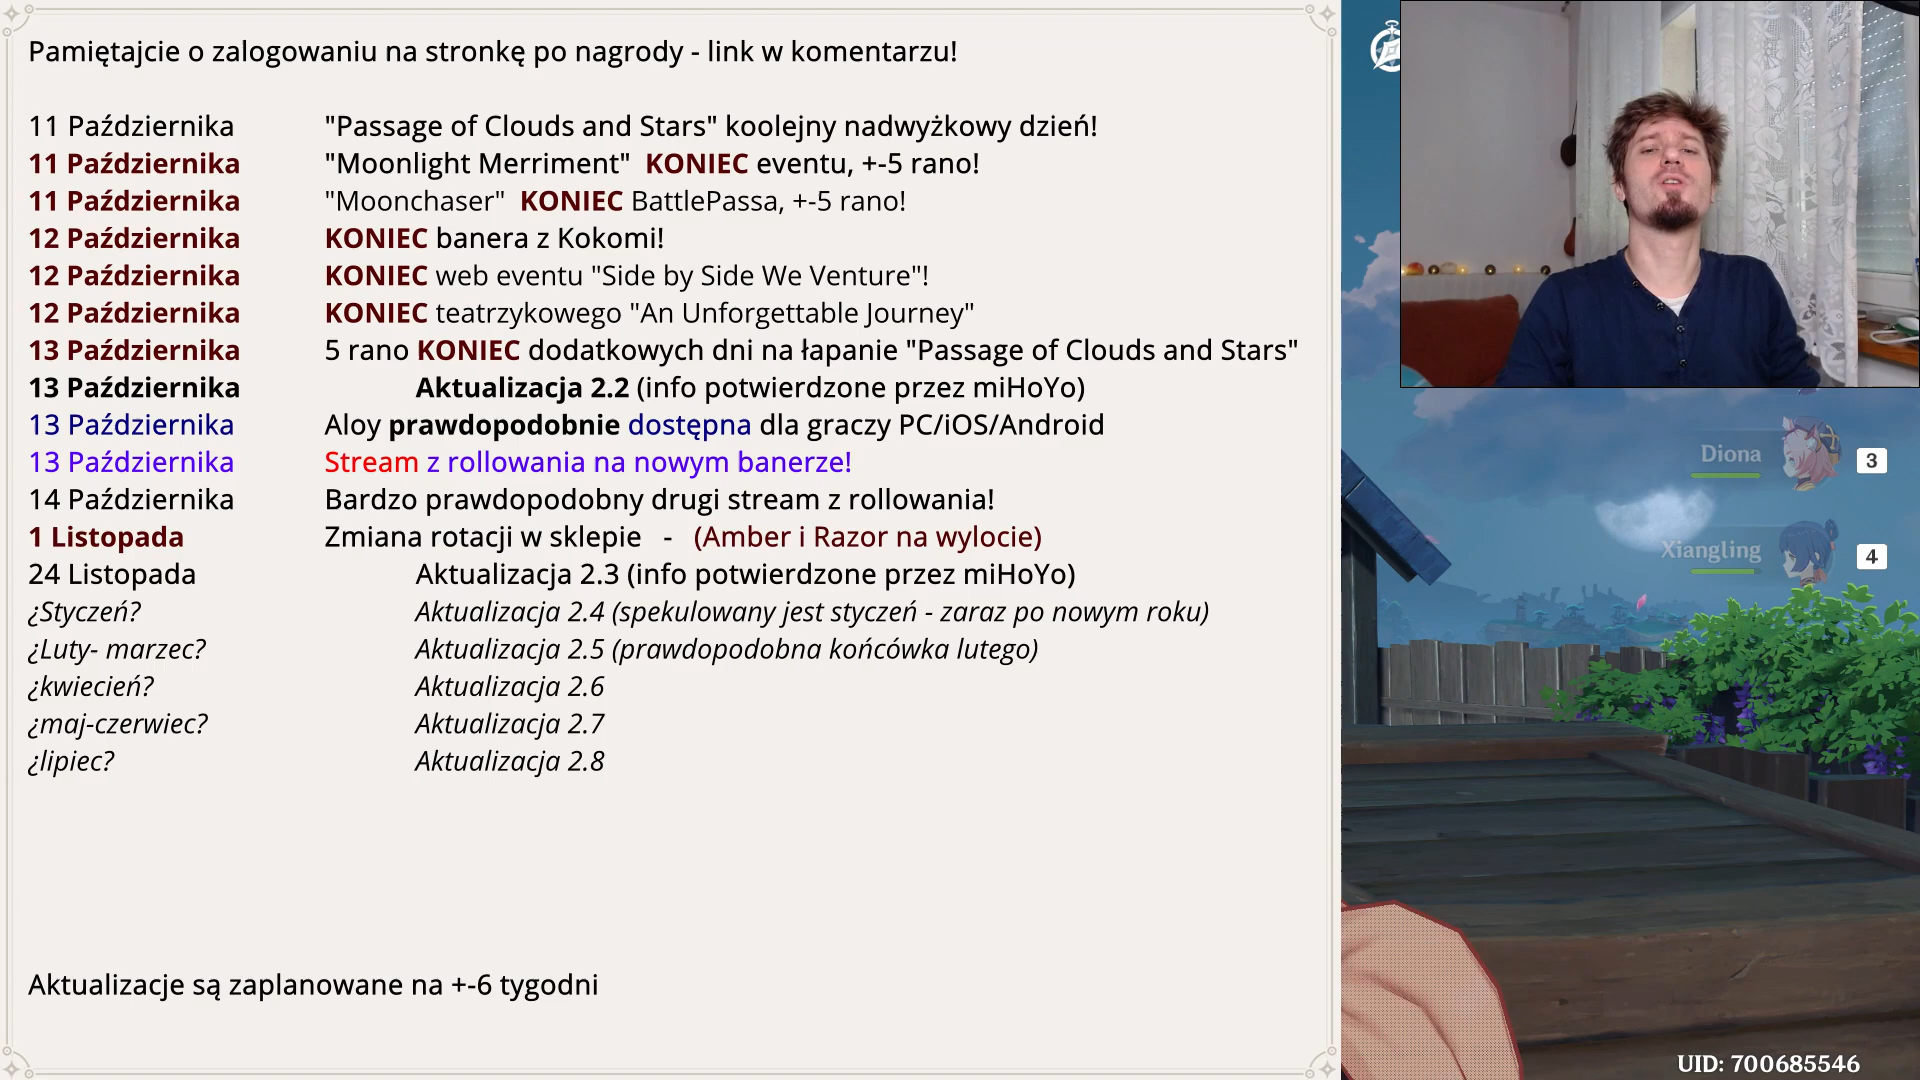 Pamiętajcie o zalogowaniu na stronkę po nagrody - link w komentarzu!
11 Października "Passage of Clouds and Stars" koolejny nadwyżkowy dzień!
11 Października "Moonlight Merriment" KONIEC eventu, +-5 rano!
11 Października "Moonchaser" KONIEC BattlePassa, +-5 rano!
12 Października KONIEC banera z Kokomi!
12 Października KONIEC web eventu "Side by Side We Venture"!
12 Października KONIEC teatrzykowego "An Unforgettable Journey"
13 Października 5 rano KONIEC dodatkowych dni na łapanie "Passage of Clouds and Stars"
13 Października Aktualizacja 2.2 (info potwierdzone przez miHoYo)
13 Października Aloy prawdopodobnie dostępna dla graczy PC/iOS/Android
13 Października Stream z rollowania na nowym banerze!
14 Października Bardzo prawdopodobny drugi stream z rollowania!
1 Listopada Zmiana rotacji w sklepie - (Amber i Razor na wylocie)
24 Listopada Aktualizacja 2.3 (info potwierdzone przez miHoYo)
¿Styczeń? Aktualizacja 2.4 (spekulowany jest styczeń - zaraz po nowym roku)
¿Luty- marzec? Aktualizacja 2.5 (prawdopodobna końcówka lutego)
¿kwiecień? Aktualizacja 2.6
¿maj-czerwiec? Aktualizacja 2.7
¿lipiec? Aktualizacja 2.8
Aktualizacje są zaplanowane na +-6 tygodni
Diona 3
Xiangling 4
UID: 700685546